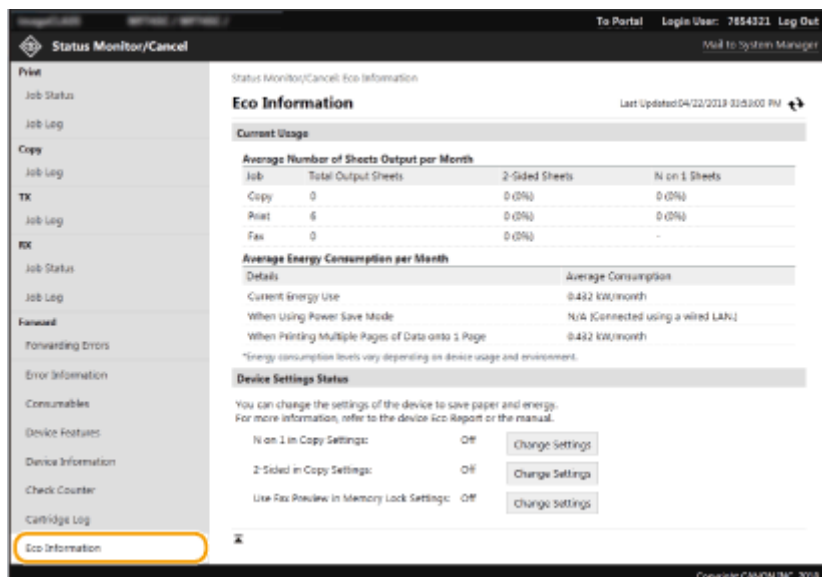 To Portal Login User: 7654321 Log Out
Status Monitor/Cancel Mail to System Manager
Print
Job Status
Job Log
Copy
Job Log
TX
Job Log
RX
Job Status
Job Log
Forward
Forwarding Errors
Error Information
Consumables
Device Features
Device Information
Check Counter
Cartridge Log
Eco Information
Status Monitor/Cancel: Eco Information
Eco Information
Last Updated:04/22/2019 03:53:00 PM
Current Usage
Average Number of Sheets Output per Month
Job Total Output Sheets 2-Sided Sheets N on 1 Sheets
Copy 0 0 (0%) 0 (0%)
Print 6 0 (0%) 0 (0%)
Fax 0 0 (0%) -
Average Energy Consumption per Month
Details Average Consumption
Current Energy Use 0.432 kW/month
When Using Power Save Mode N/A (Connected using a wired LAN.)
When Printing Multiple Pages of Data onto 1 Page 0.432 kW/month
*Energy consumption levels vary depending on device usage and environment.
Device Settings Status
You can change the settings of the device to save paper and energy.
For more information, refer to the device Eco Report or the manual.
N on 1 in Copy Settings: Off Change Settings
2-Sided in Copy Settings: Off Change Settings
Use Fax Preview in Memory Lock Settings: Off Change Settings
Copyright CANON INC. 2018